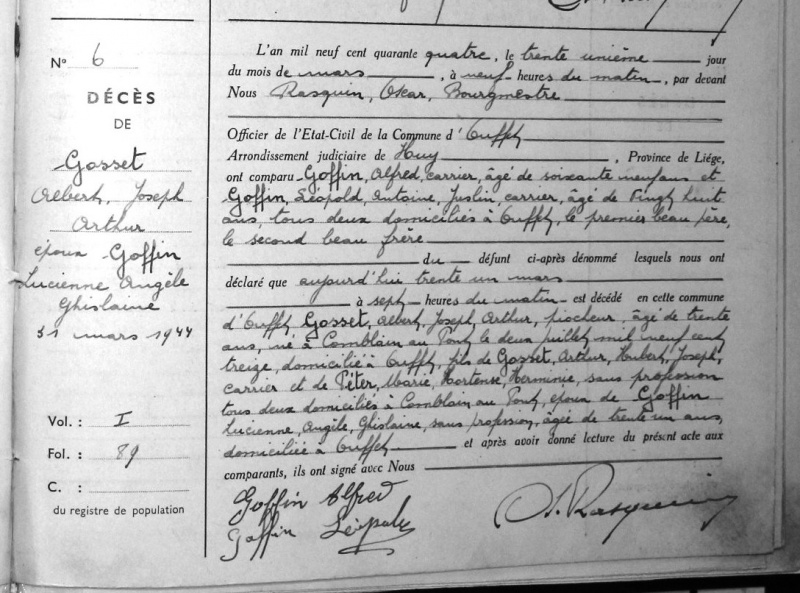 N° 6
DÉCÈS
DE
Gosset
Albert, Joseph
Arthur
époux Goffin
Lucienne Angèle
Ghislaine
31 mars 1944
Vol. : I
Fol. : 89
C. :
du registre de population
L'an mil neuf cent quarante quatre, le trente unième jour
du mois de mars, à neuf heures du matin, par devant
Nous Rasquin, Oscar, Bourgmestre
Officier de l'Etat-Civil de la Commune d'Ouffet
Arrondissement judiciaire de Huy, Province de Liége,
ont comparu Goffin, Alfred, carrier, âgé de soixante neuf ans et
Goffin, Léopold, Antoine, Justin, carrier, âgé de Vingt huit
ans, tous deux domiciliés à Ouffet, le premier beau père,
le second beau frère
du défunt ci-après dénommé lesquels nous ont
déclaré que aujourd'hui trente un mars
à sept heures du matin est décédé en cette commune
d'Ouffet, Gosset, Albert, Joseph, Arthur, piocheur, âgé de trente
ans, né à Comblain au Pont le deux juillet mil neuf cent
treize, domicilié à Ouffet, fils de Gosset, Arthur, Hubert, Joseph,
carrier et de Péter, Marie, Hortense, Herminie, sans profession
tous deux domiciliés à Comblain au Pont, époux de Goffin
Lucienne, Angèle, Ghislaine, sans profession, âgée de trente un ans,
domiciliée à Ouffet et après avoir donné lecture du présent acte aux
comparants, ils ont signé avec Nous
Goffin Alfred
Goffin Léopold
O. Rasquin